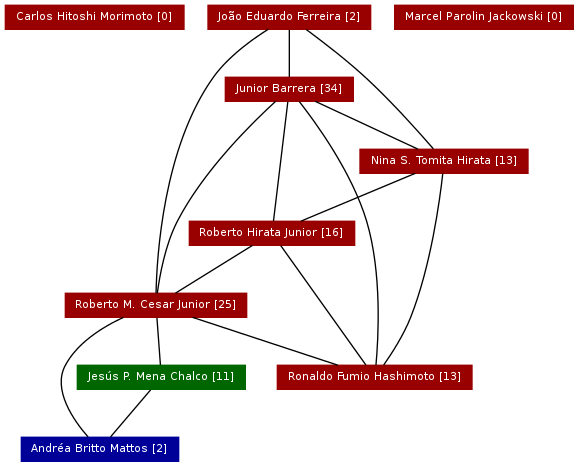 Carlos Hitoshi Morimoto [0]
João Eduardo Ferreira [2]
Marcel Parolin Jackowski [0]
Junior Barrera [34]
Nina S. Tomita Hirata [13]
Roberto Hirata Junior [16]
Roberto M. Cesar Junior [25]
Jesús P. Mena Chalco [11]
Ronaldo Fumio Hashimoto [13]
Andréa Britto Mattos [2]